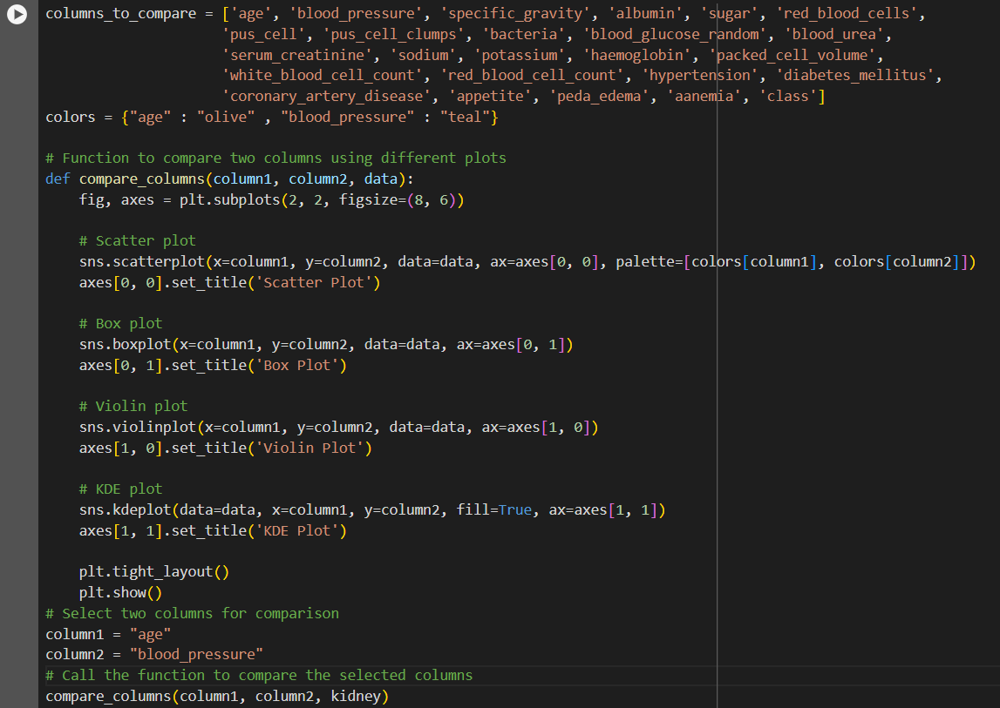 columns_to_compare = ['age', 'blood_pressure', 'specific_gravity', 'albumin', 'sugar', 'red_blood_cells',
                     'pus_cell', 'pus_cell_clumps', 'bacteria', 'blood_glucose_random', 'blood_urea',
                     'serum_creatinine', 'sodium', 'potassium', 'haemoglobin', 'packed_cell_volume',
                     'white_blood_cell_count', 'red_blood_cell_count', 'hypertension', 'diabetes_mellitus',
                     'coronary_artery_disease', 'appetite', 'peda_edema', 'aanemia', 'class']
colors = {"age" : "olive" , "blood_pressure" : "teal"}

# Function to compare two columns using different plots
def compare_columns(column1, column2, data):
    fig, axes = plt.subplots(2, 2, figsize=(8, 6))

    # Scatter plot
    sns.scatterplot(x=column1, y=column2, data=data, ax=axes[0, 0], palette=[colors[column1], colors[column2]])
    axes[0, 0].set_title('Scatter Plot')

    # Box plot
    sns.boxplot(x=column1, y=column2, data=data, ax=axes[0, 1])
    axes[0, 1].set_title('Box Plot')

    # Violin plot
    sns.violinplot(x=column1, y=column2, data=data, ax=axes[1, 0])
    axes[1, 0].set_title('Violin Plot')

    # KDE plot
    sns.kdeplot(data=data, x=column1, y=column2, fill=True, ax=axes[1, 1])
    axes[1, 1].set_title('KDE Plot')

    plt.tight_layout()
    plt.show()
# Select two columns for comparison
column1 = "age"
column2 = "blood_pressure"
# Call the function to compare the selected columns
compare_columns(column1, column2, kidney)